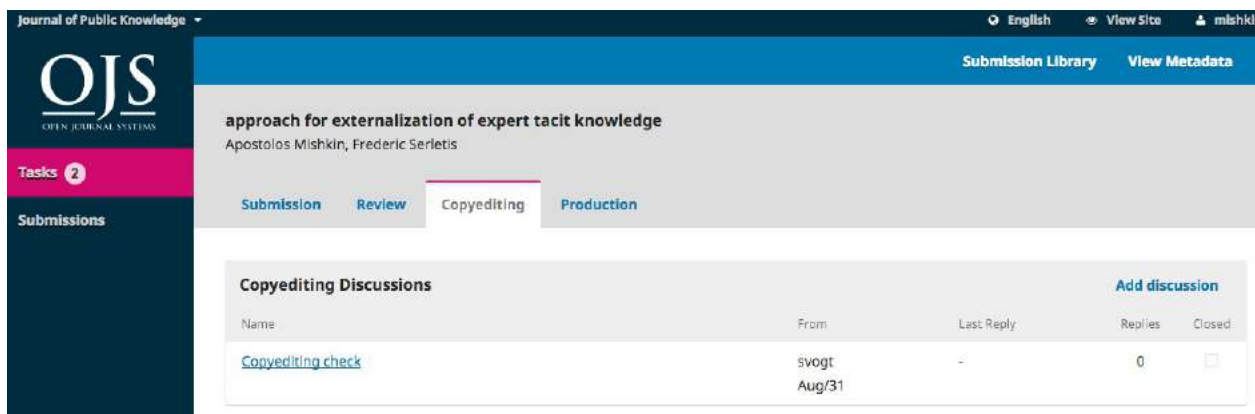 Journal of Public Knowledge English View Site mishki
OJS
OPEN JOURNAL SYSTEMS
Submission Library View Metadata
approach for externalization of expert tacit knowledge
Apostolos Mishkin, Frederic Serletis
Tasks 2
Submission Review Copyediting Production
Submissions
Copyediting Discussions Add discussion
Name From Last Reply Replies Closed
Copyediting check svogt - 0
Aug/31